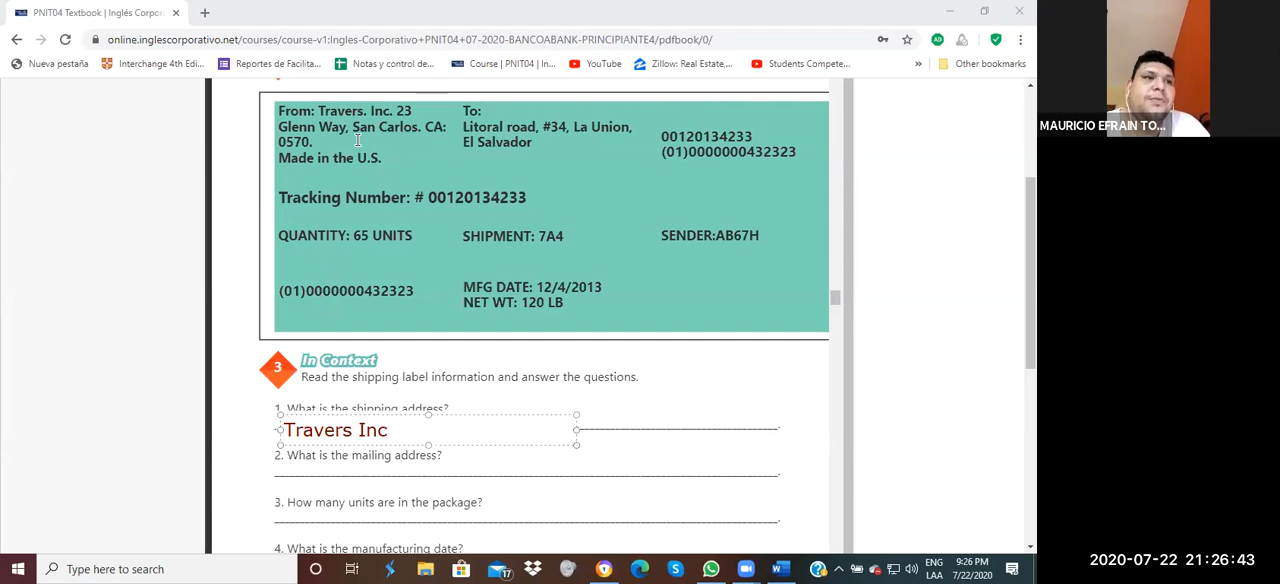 PNIT04 Textbook | Inglés Corpor
online.inglescorporativo.net/courses/course-v1:Ingles-Corporativo+PNIT04+07-2020-BANCOABANK-PRINCIPIANTE4/pdfbook/0/
Nueva pestaña
Interchange 4th Edi...
Reportes de Facilita...
Notas y control de...
Course | PNIT04 | In...
YouTube
Zillow: Real Estate,...
Students Compete...
»
Other bookmarks
MAURICIO EFRAIN TO...
From: Travers. Inc. 23
Glenn Way, San Carlos. CA:
0570.
Made in the U.S.
To:
Litoral road, #34, La Union,
El Salvador
00120134233
(01)0000000432323
Tracking Number: # 00120134233
QUANTITY: 65 UNITS
SHIPMENT: 7A4
SENDER:AB67H
(01)0000000432323
MFG DATE: 12/4/2013
NET WT: 120 LB
3
In Context
Read the shipping label information and answer the questions.
1. What is the shipping address?
Travers Inc
2. What is the mailing address?
3. How many units are in the package?
4. What is the manufacturing date?
Type here to search
17
ENG
LAA
9:26 PM
7/22/2020
2020-07-22 21:26:43